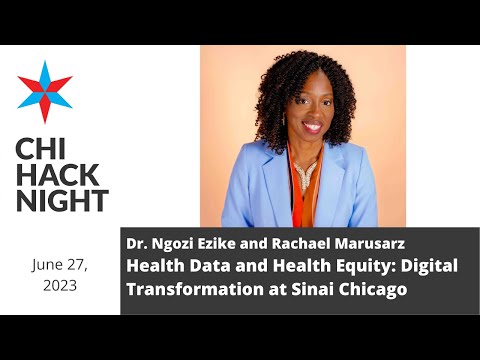 CHI
HACK
NIGHT
June 27,
2023
Dr. Ngozi Ezike and Rachael Marusarz
Health Data and Health Equity: Digital
Transformation at Sinai Chicago